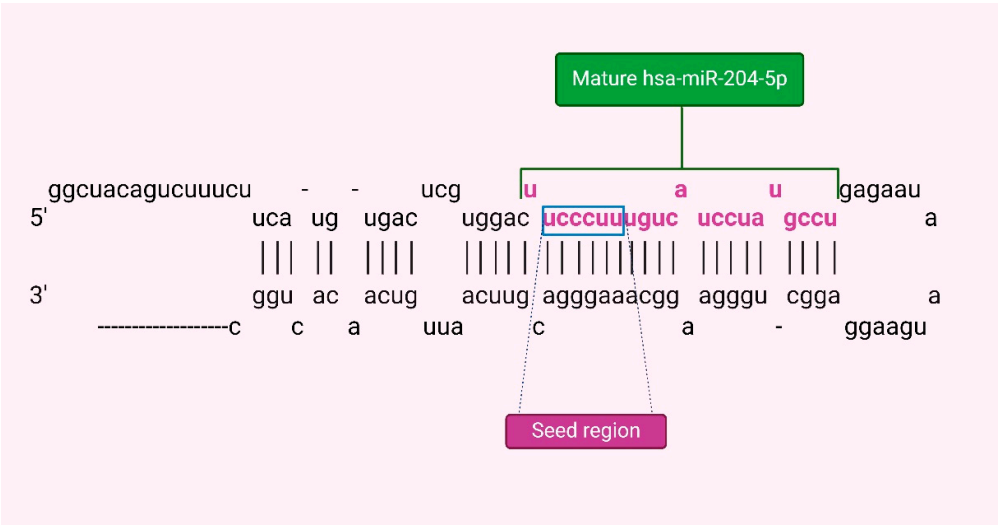 Mature hsa-miR-204-5p
ggcuacagucuuucu - - ucg u a u gagaau
5' uca ug ugac uggac ucccuuuguc uccua gccu a
||| || |||| ||||| |||||||||| ||||| ||||
3' ggu ac acug acuug agggaaacgg agggu cgga a
-------------------c c a uua c a - ggaagu
Seed region